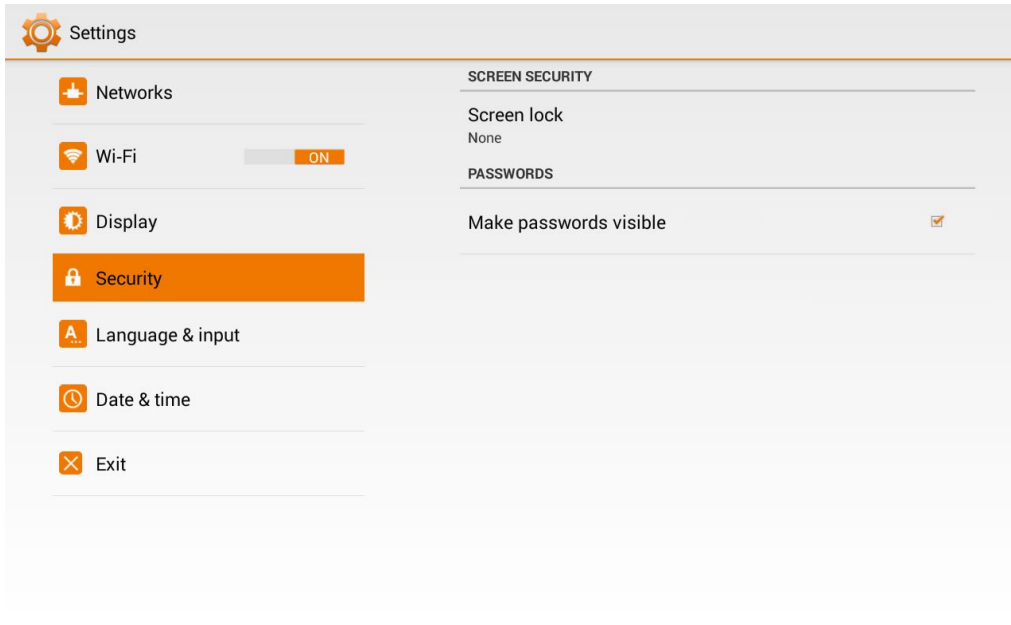 Settings
Networks
Wi-Fi
ON
Display
Security
Language & input
Date & time
Exit
SCREEN SECURITY
Screen lock
None
PASSWORDS
Make passwords visible